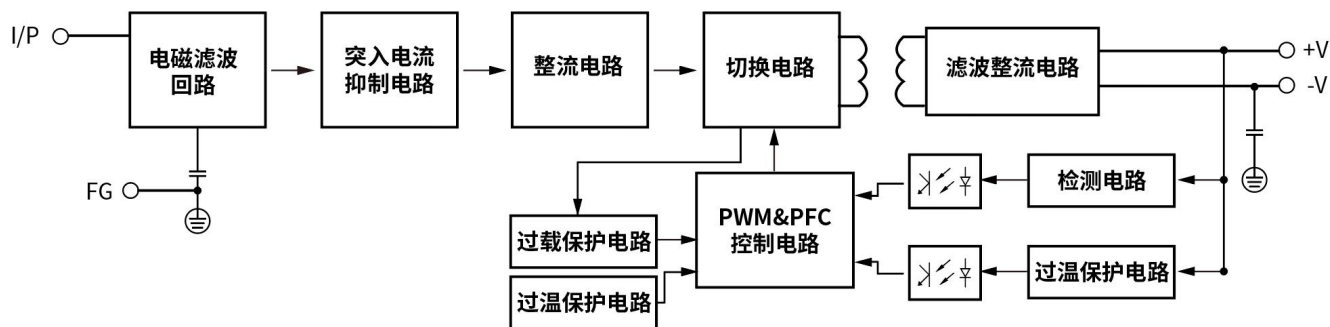 I/P
电磁滤波
回路
突入电流
抑制电路
整流电路
切换电路
滤波整流电路
+V
-V
FG
PWM&PFC
控制电路
检测电路
过载保护电路
过温保护电路
过温保护电路